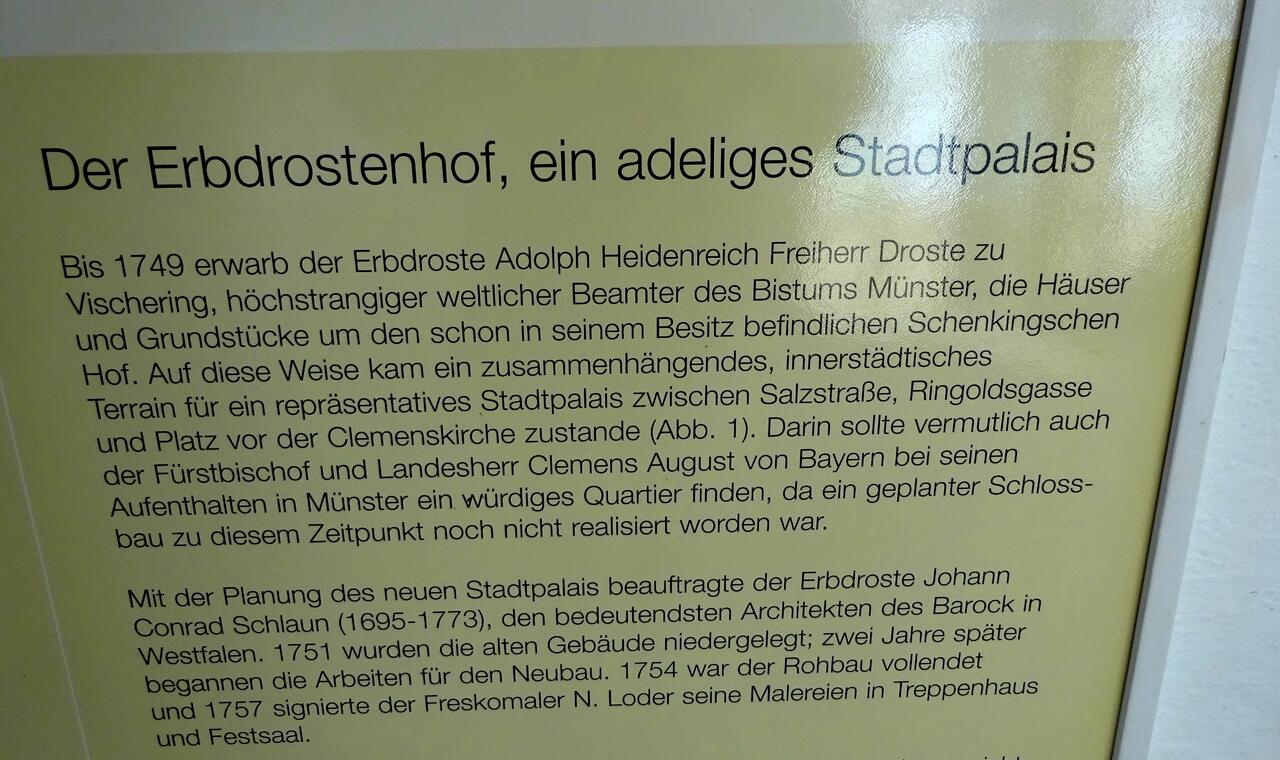 Der Erbdrostenhof, ein adeliges Stadtpalais
Bis 1749 erwarb der Erbdroste Adolph Heidenreich Freiherr Droste zu
Vischering, höchstrangiger weltlicher Beamter des Bistums Münster, die Häuser
und Grundstücke um den schon in seinem Besitz befindlichen Schenkingschen
Hof. Auf diese Weise kam ein zusammenhängendes, innerstädtisches
Terrain für ein repräsentatives Stadtpalais zwischen Salzstraße, Ringoldsgasse
und Platz vor der Clemenskirche zustande (Abb. 1). Darin sollte vermutlich auch
der Fürstbischof und Landesherr Clemens August von Bayern bei seinen
Aufenthalten in Münster ein würdiges Quartier finden, da ein geplanter Schloss-
bau zu diesem Zeitpunkt noch nicht realisiert worden war.
Mit der Planung des neuen Stadtpalais beauftragte der Erbdroste Johann
Conrad Schlaun (1695-1773), den bedeutendsten Architekten des Barock in
Westfalen. 1751 wurden die alten Gebäude niedergelegt; zwei Jahre später
begannen die Arbeiten für den Neubau. 1754 war der Rohbau vollendet
und 1757 signierte der Freskomaler N. Loder seine Malereien in Treppenhaus
und Festsaal.